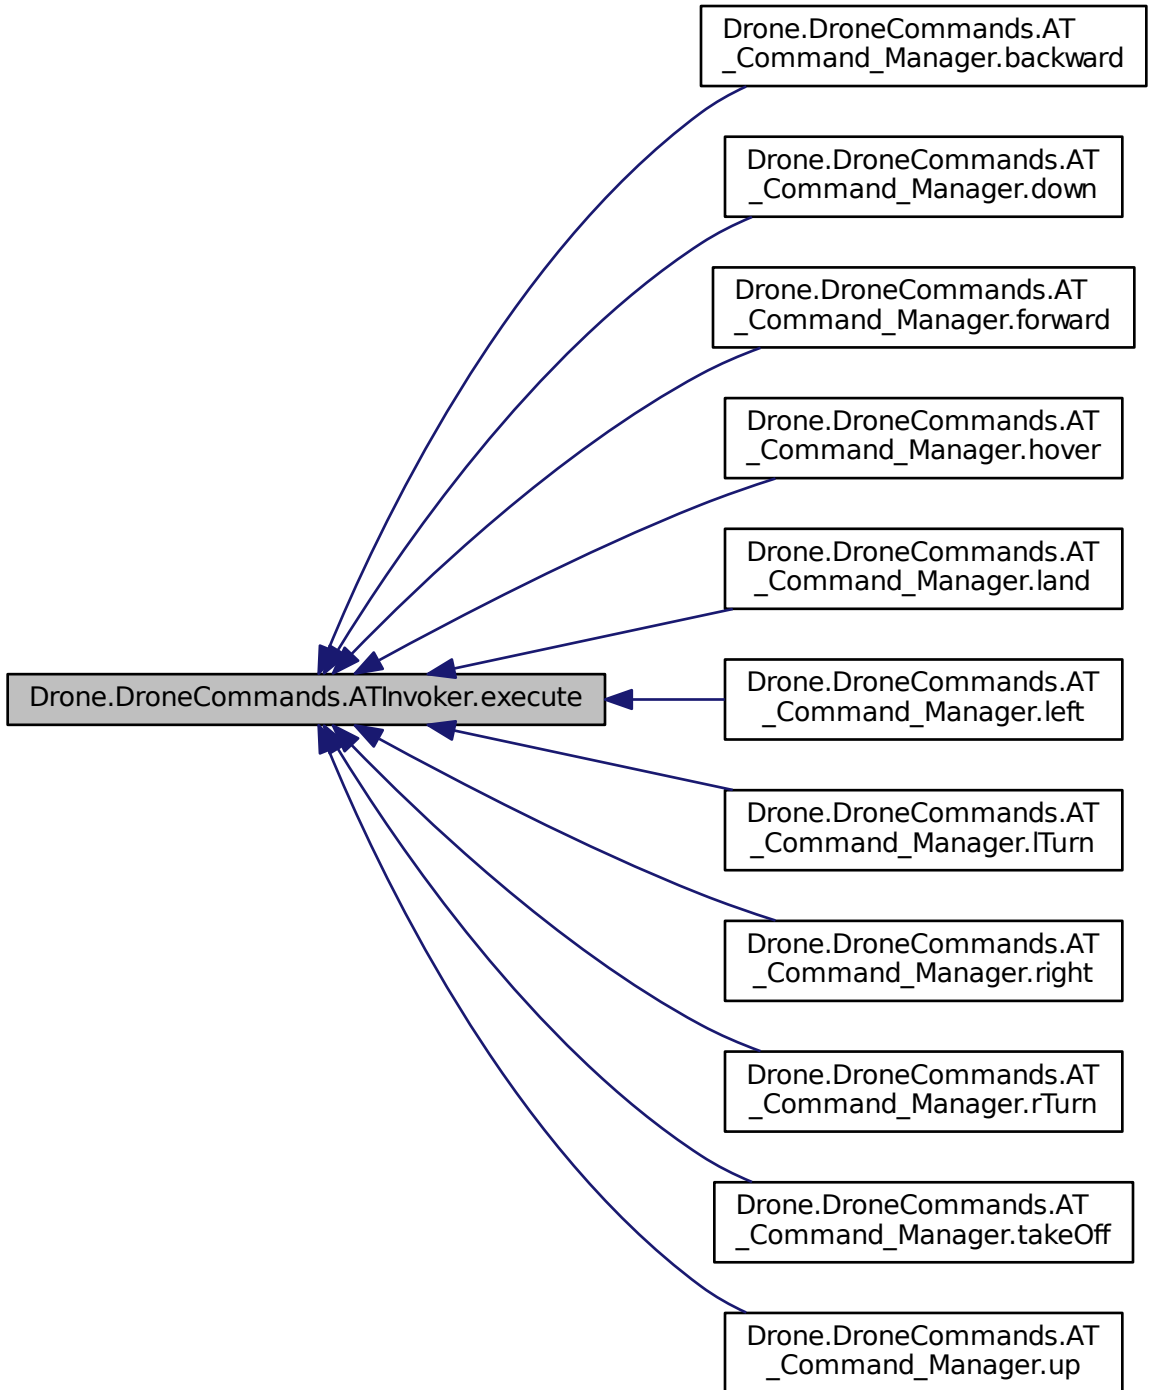 Drone.DroneCommands.AT
_Command_Manager.backward
Drone.DroneCommands.AT
_Command_Manager.down
Drone.DroneCommands.AT
_Command_Manager.forward
Drone.DroneCommands.AT
_Command_Manager.hover
Drone.DroneCommands.AT
_Command_Manager.land
Drone.DroneCommands.ATInvoker.execute
Drone.DroneCommands.AT
_Command_Manager.left
Drone.DroneCommands.AT
_Command_Manager.lTurn
Drone.DroneCommands.AT
_Command_Manager.right
Drone.DroneCommands.AT
_Command_Manager.rTurn
Drone.DroneCommands.AT
_Command_Manager.takeOff
Drone.DroneCommands.AT
_Command_Manager.up